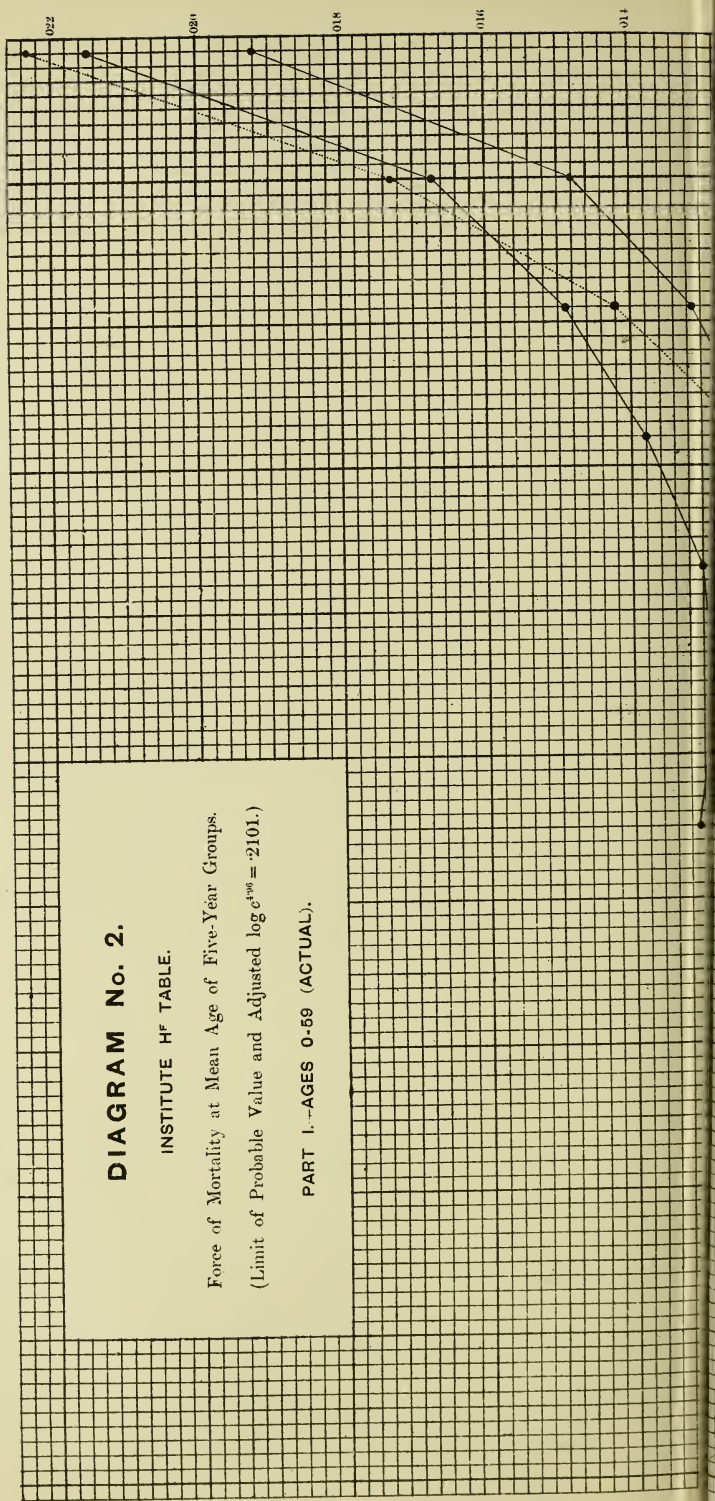 DIAGRAM No. 2.
INSTITUTE Hᶠ TABLE.
Force of Mortality at Mean Age of Five-Year Groups.
(Limit of Probable Value and Adjusted log c⁴·⁹⁶ = ·2101.)
PART I.—AGES 0-59 (ACTUAL).
022
020
018
016
014